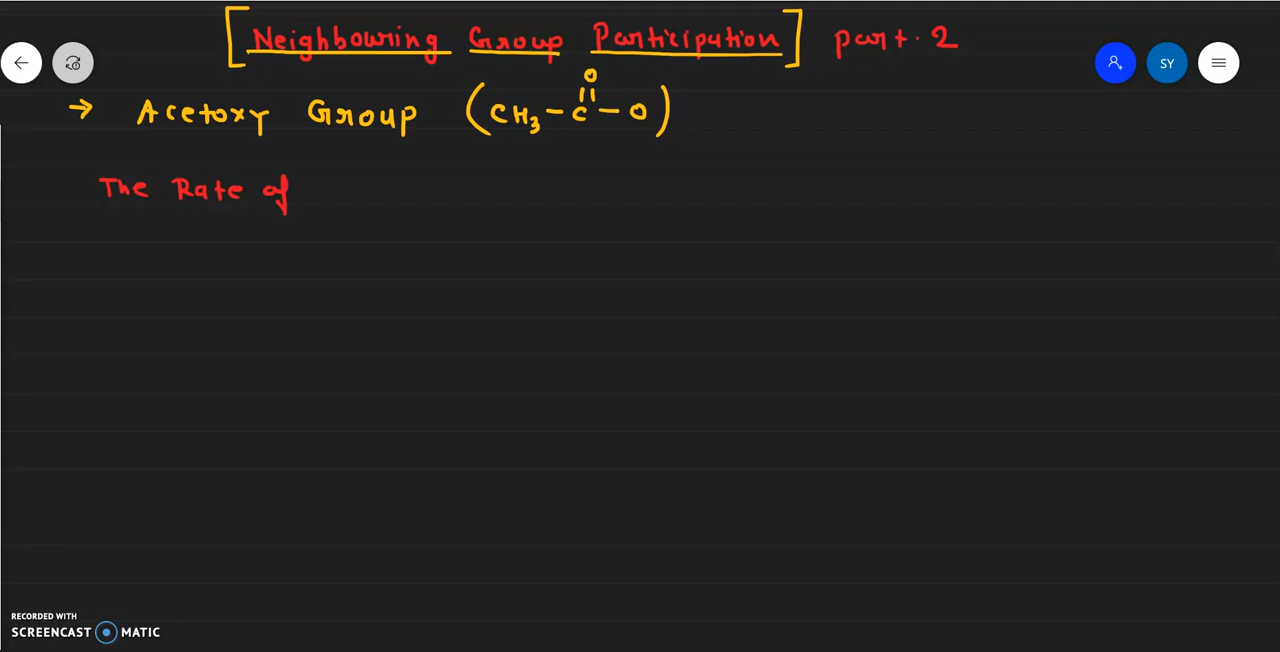 [Neighbouring Group Participation] part. 2
SY
O
→ Acetoxy Group (CH3-C-O)
The Rate of
RECORDED WITH
SCREENCAST MATIC